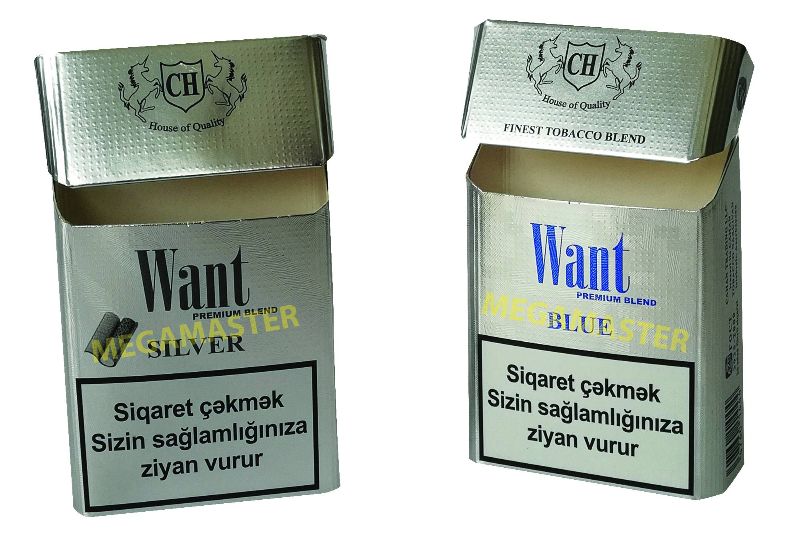 CH
House of Quality
Want
PREMIUM BLEND
SILVER
MEGAMASTER
Siqaret çəkmək
Sizin sağlamlığınıza
ziyan vurur
CH
House of Quality
FINEST TOBACCO BLEND
Want
PREMIUM BLEND
BLUE
MEGAMASTER
Siqaret çəkmək
Sizin sağlamlığınıza
ziyan vurur